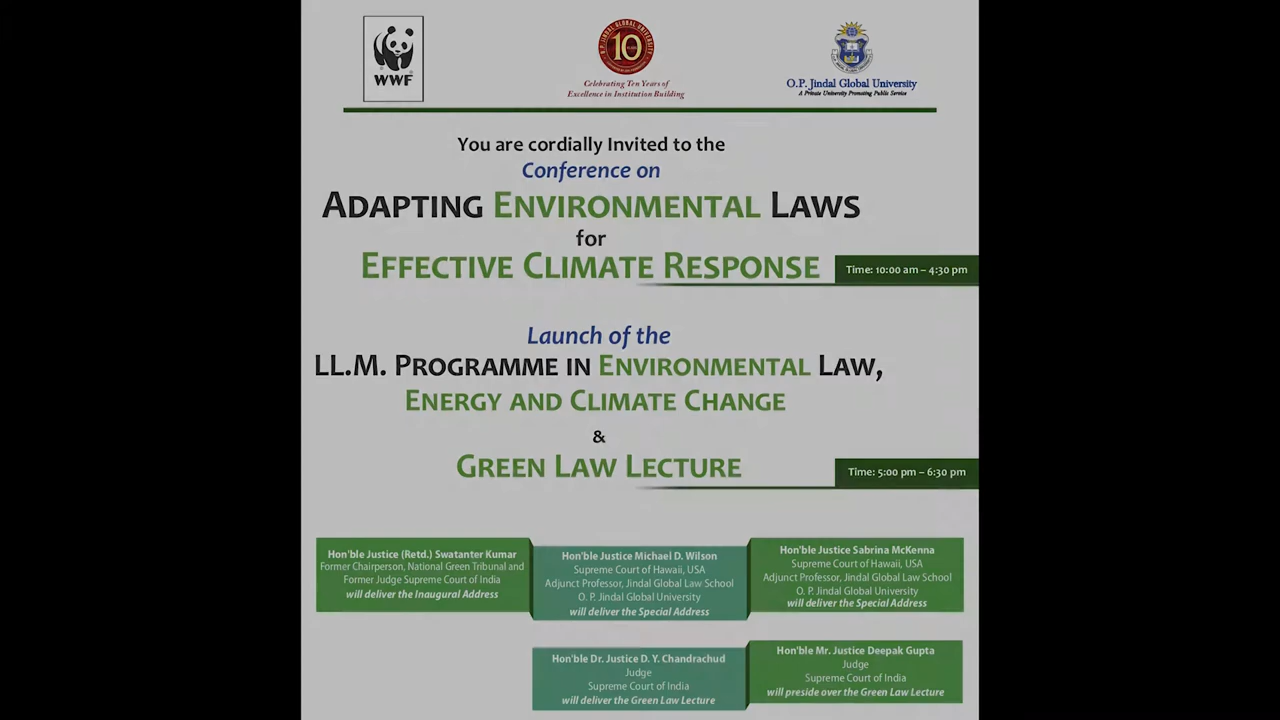 WWF
O.P. JINDAL GLOBAL UNIVERSITY
10
Celebrating Ten Years of
Excellence in Institution Building
O.P. Jindal Global University
A Private University Promoting Public Service
You are cordially Invited to the
Conference on
ADAPTING ENVIRONMENTAL LAWS
for
EFFECTIVE CLIMATE RESPONSE
Time: 10:00 am – 4:30 pm
Launch of the
LL.M. PROGRAMME IN ENVIRONMENTAL LAW,
ENERGY AND CLIMATE CHANGE
&
GREEN LAW LECTURE
Time: 5:00 pm – 6:30 pm
Hon'ble Justice (Retd.) Swatanter Kumar
Former Chairperson, National Green Tribunal and
Former Judge Supreme Court of India
will deliver the Inaugural Address
Hon'ble Justice Michael D. Wilson
Supreme Court of Hawaii, USA
Adjunct Professor, Jindal Global Law School
O. P. Jindal Global University
will deliver the Special Address
Hon'ble Justice Sabrina McKenna
Supreme Court of Hawaii, USA
Adjunct Professor, Jindal Global Law School
O. P. Jindal Global University
will deliver the Special Address
Hon'ble Dr. Justice D. Y. Chandrachud
Judge
Supreme Court of India
will deliver the Green Law Lecture
Hon'ble Mr. Justice Deepak Gupta
Judge
Supreme Court of India
will preside over the Green Law Lecture